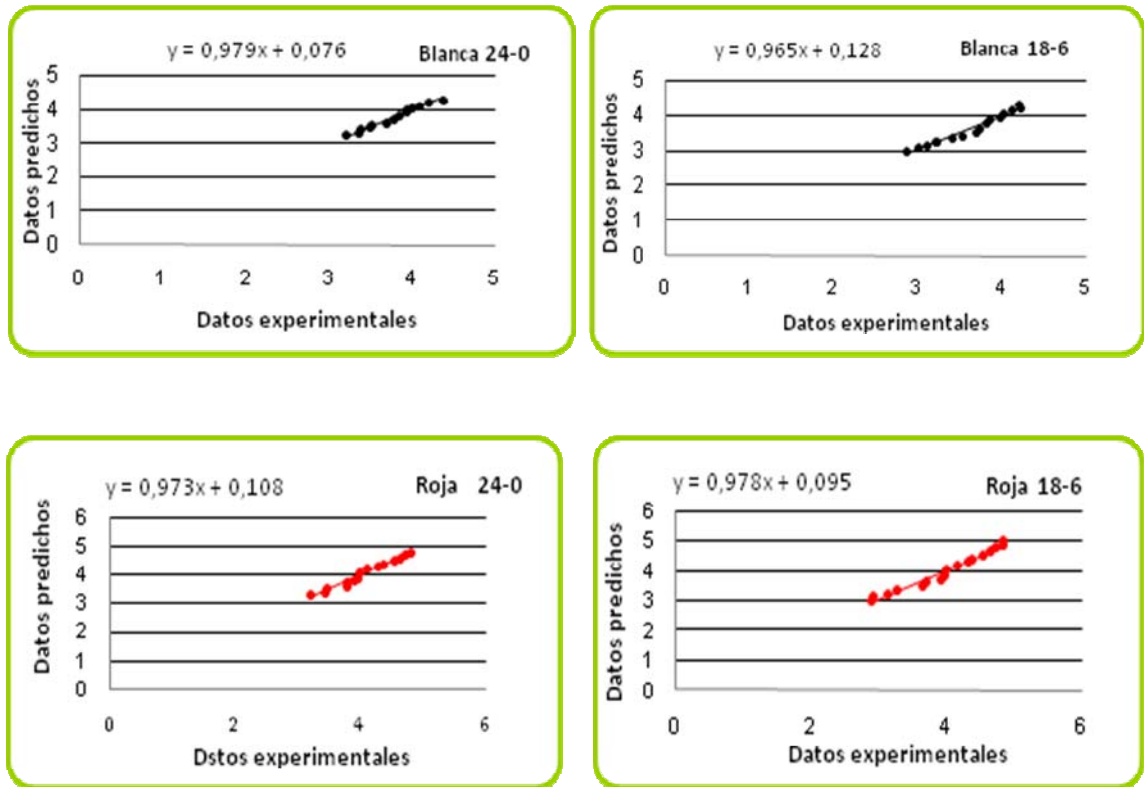 y = 0,979x + 0,076 Blanca 24-0
5
4
3
2
1
0
0 1 2 3 4 5
Datos predichos
Datos experimentales
y = 0,965x + 0,128 Blanca 18-6
5
4
3
2
1
0
0 1 2 3 4 5
Datos predichos
Datos experimentales
y = 0,973x + 0,108 Roja 24-0
6
5
4
3
2
1
0
0 2 4 6
Datos predichos
Dstos experimentales
y = 0,978x + 0,095 Roja 18-6
6
5
4
3
2
1
0
0 2 4 6
Datos predichos
Datos experimentales